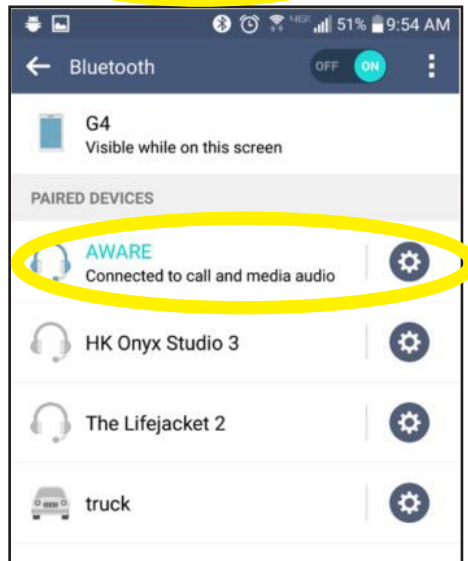 51% 9:54 AM
Bluetooth OFF ON
G4
Visible while on this screen
PAIRED DEVICES
AWARE
Connected to call and media audio
HK Onyx Studio 3
The Lifejacket 2
truck